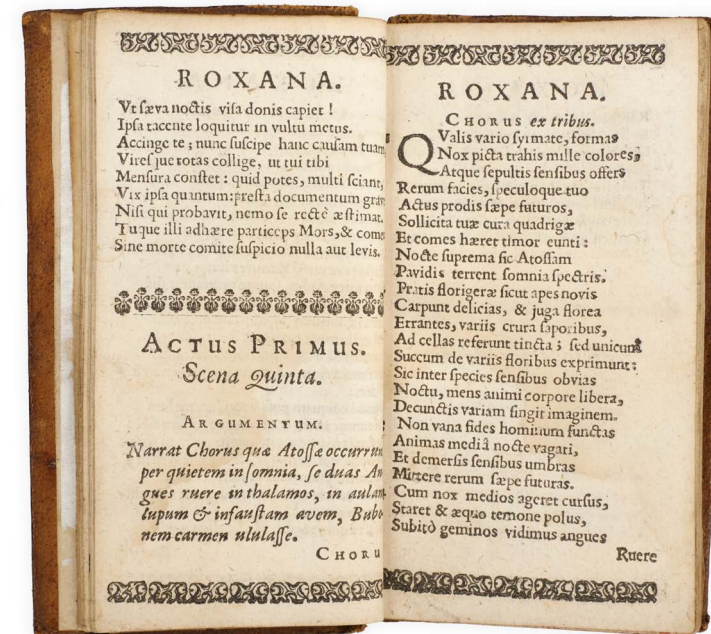 ROXANA.
Vt sæva noctis visa donis capiet !
Ipsa tacente loquitur in vultu metus.
Accinge te ; nunc suscipe hanc causam tuam,
Viresque totas collige, ut tui tibi
Mensura constet : quid potes, multi sciant,
Vix ipsa quantum: præsta documentum grave
Nisi qui probavit, nemo se rectè æstimat.
Tuque illi adhære particeps Mors, & comes
Sine morte comite suspicio nulla aut levis.
ACTUS PRIMUS.
Scena Quinta.
ARGUMENTUM.
Narrat Chorus quæ Atossæ occurrun
per quietem in somnia, se duas An
gues ruere in thalamos, in aulam
lupum & infaustam avem, Bubo
nem carmen ululasse.
CHORU
ROXANA.
CHORUS ex tribus.
QValis vario syrmate, formas
Nox picta trahis mille colores,
Atque sepultis sensibus offers
Rerum facies, speculoque tuo
Actus prodis sæpe futuros,
Sollicita tuæ cura quadrigæ
Et comes hæret timor eunti :
Nocte suprema sic Atossam
Pavidis terrent somnia spectris.
Pratis florigeræ sicut apes novis
Carpunt delicias, & juga florea
Errantes, variis crura saporibus,
Ad cellas referunt tincta ; sed unicum
Succum de variis floribus exprimunt :
Sic inter species sensibus obvias
Noctu, mens animi corpore libera,
Decunctis variam fingit imaginem.
Non vana fides hominum functas
Animas mediâ nocte vagari,
Et demersis sensibus umbras
Mittere rerum sæpe futuras.
Cum nox medios ageret cursus,
Staret & æquo temone polus,
Subitò geminos vidimus angues
Ruere